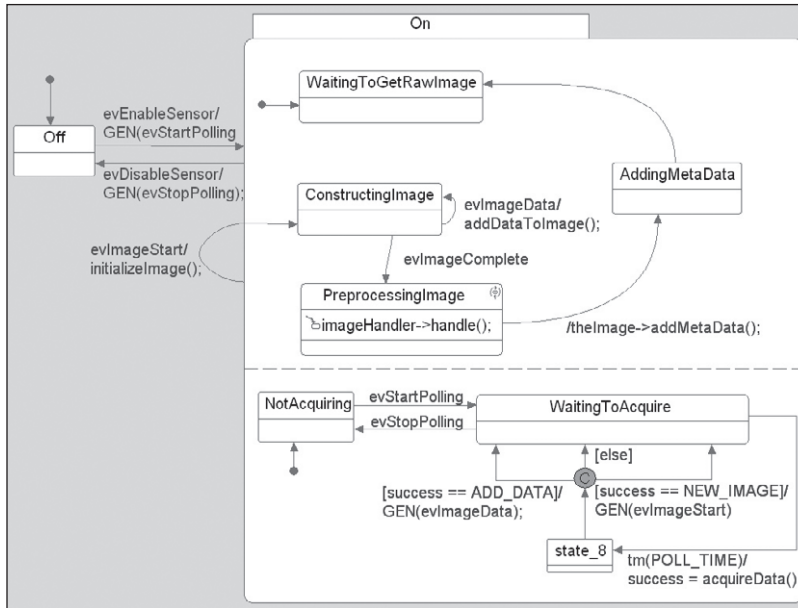 On
WaitingToGetRawImage
evEnableSensor/
GEN(evStartPolling
Off
evDisableSensor/
GEN(evStopPolling);
AddingMetaData
ConstructingImage
evImageData/
addDataToImage();
evImageStart/
initializeImage();
evImageComplete
PreprocessingImage
imageHandler->handle();
/theImage->addMetaData();
NotAcquiring
evStartPolling
evStopPolling
WaitingToAcquire
[else]
C
[success == ADD_DATA]/
GEN(evImageData);
[success == NEW_IMAGE]/
GEN(evImageStart)
state_8
tm(POLL_TIME)/
success = acquireData()